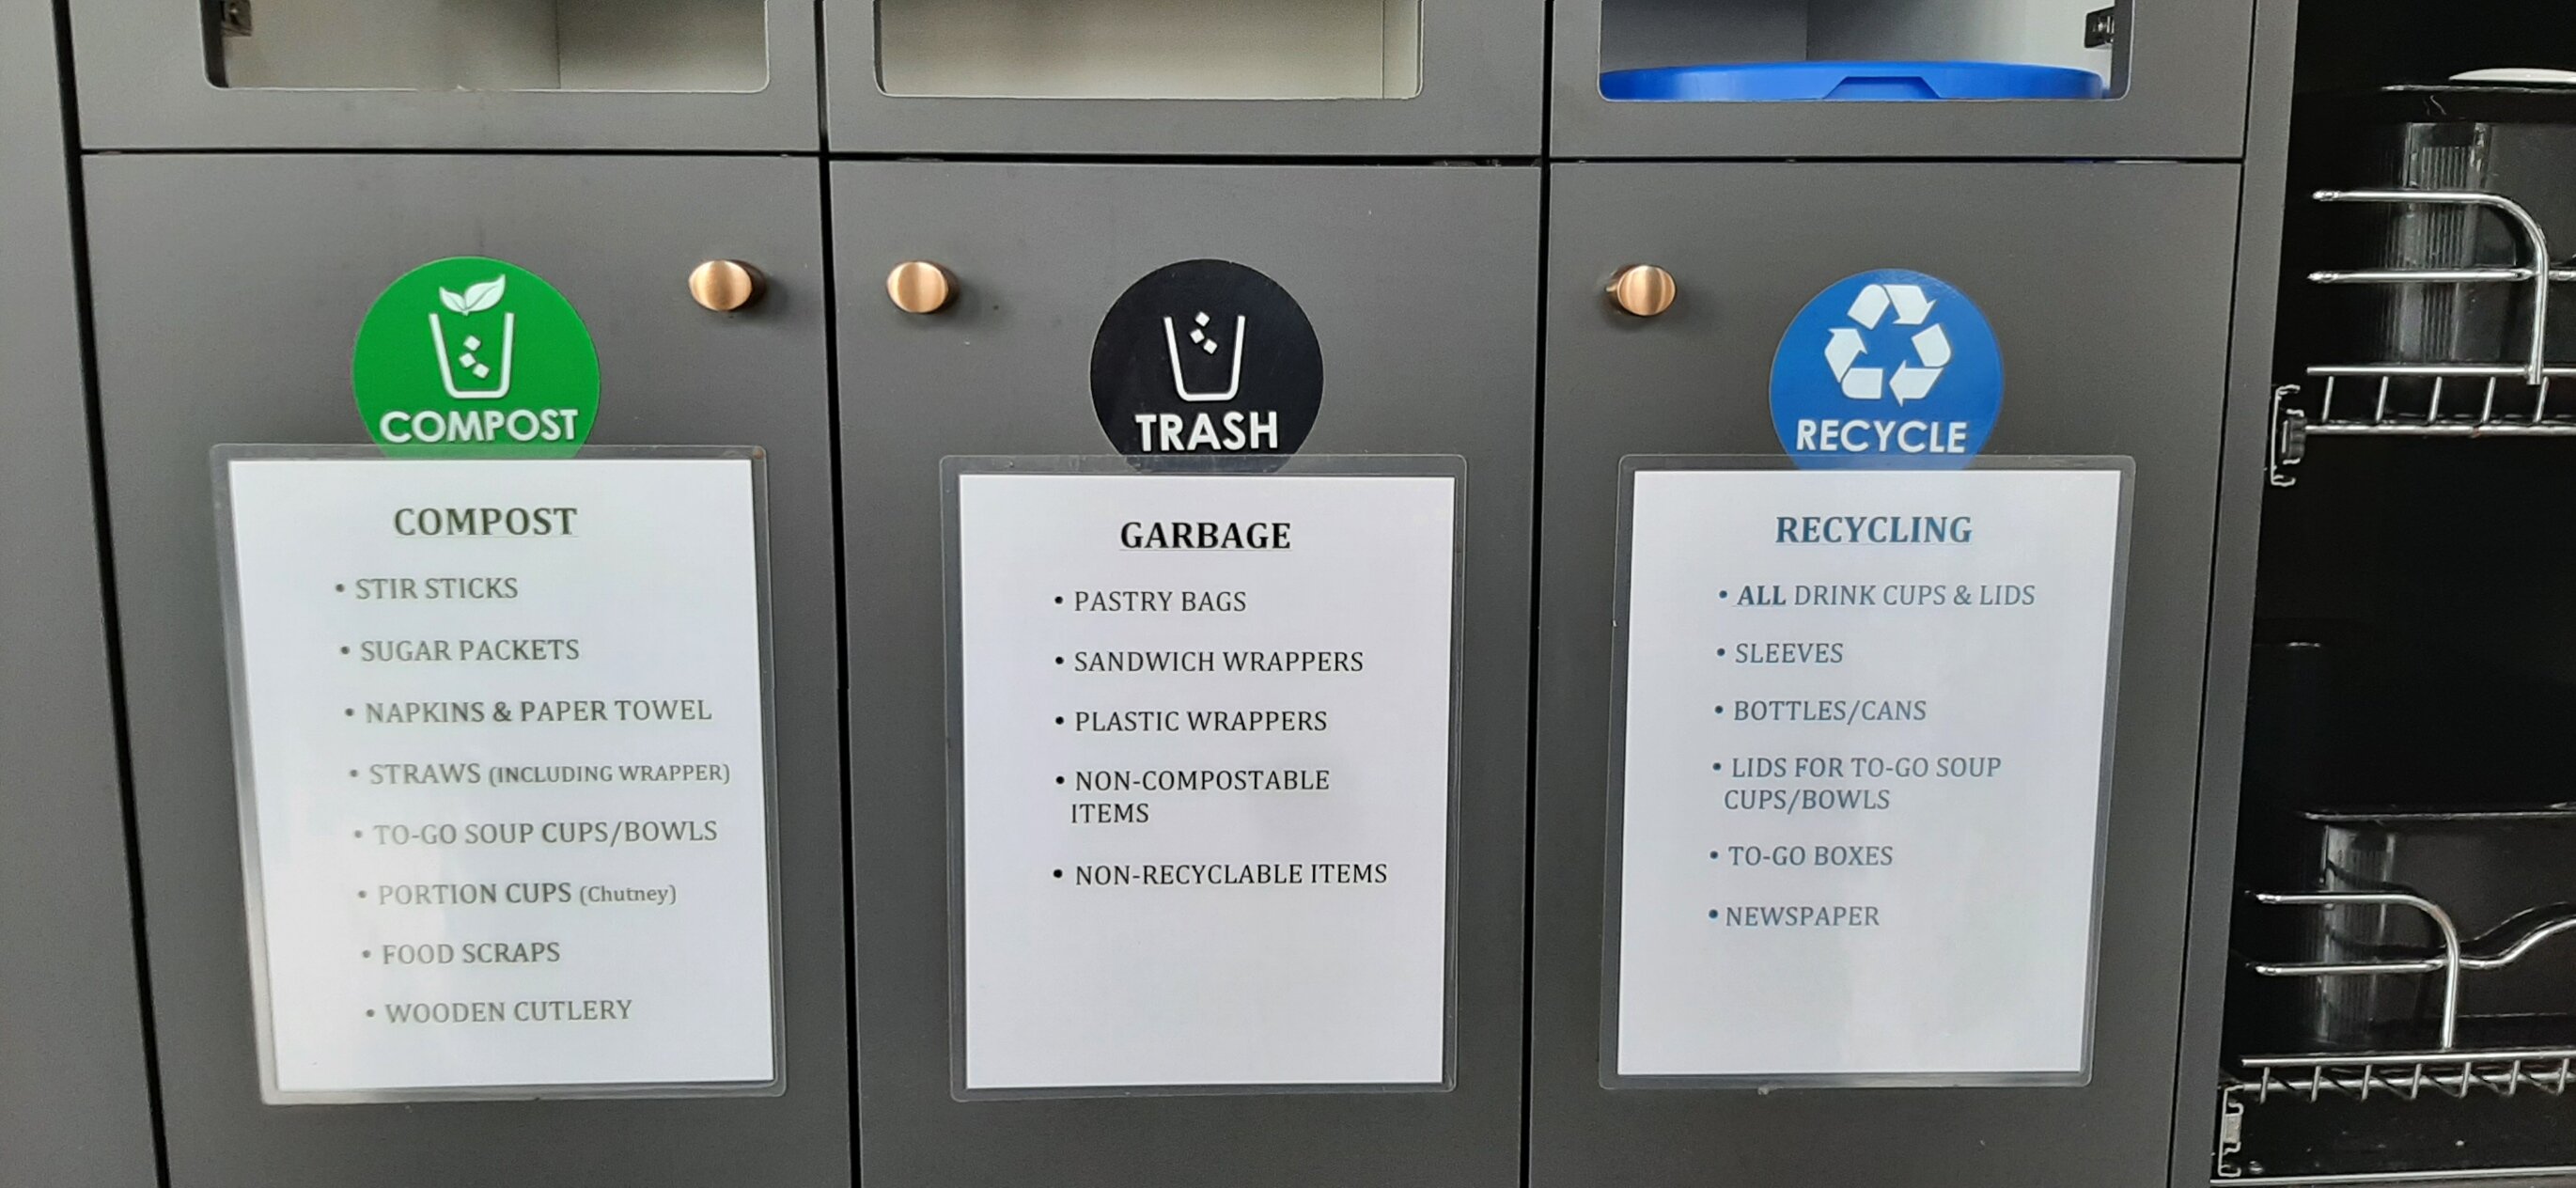 COMPOST
COMPOST
• STIR STICKS
• SUGAR PACKETS
• NAPKINS & PAPER TOWEL
• STRAWS (INCLUDING WRAPPER)
• TO-GO SOUP CUPS/BOWLS
• PORTION CUPS (Chutney)
• FOOD SCRAPS
• WOODEN CUTLERY
TRASH
GARBAGE
• PASTRY BAGS
• SANDWICH WRAPPERS
• PLASTIC WRAPPERS
• NON-COMPOSTABLE
ITEMS
• NON-RECYCLABLE ITEMS
RECYCLE
RECYCLING
• ALL DRINK CUPS & LIDS
• SLEEVES
• BOTTLES/CANS
• LIDS FOR TO-GO SOUP
CUPS/BOWLS
• TO-GO BOXES
• NEWSPAPER